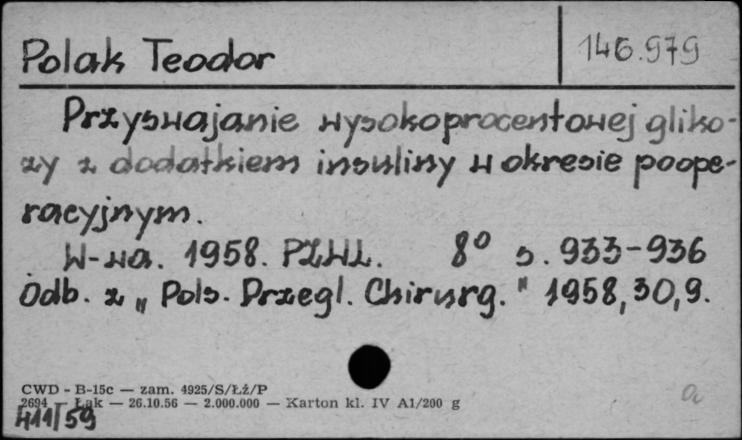 Polak Teodor
146.979
Przyswajanie wysokoprocentowej gliko-
zy z dodatkiem insuliny w okresie poope-
racyjnym.
W-wa. 1958. PZWL. 8° s. 933-936
Odb. z „Pols. Przegl. Chirurg." 1958,30,9.
CWD - B-15c — zam. 4925/S/Łż/P
2694 — Łąk — 26.10.56 — 2.000.000 — Karton kl. IV A1/200 g
411/59
a